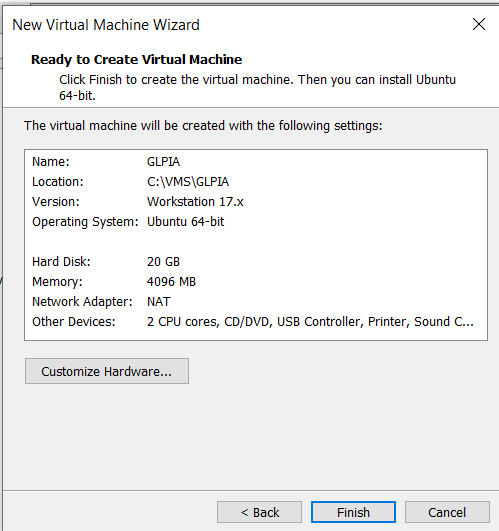 New Virtual Machine Wizard
Ready to Create Virtual Machine
Click Finish to create the virtual machine. Then you can install Ubuntu
64-bit.
The virtual machine will be created with the following settings:
Name: GLPIA
Location: C:\VMS\GLPIA
Version: Workstation 17.x
Operating System: Ubuntu 64-bit
Hard Disk: 20 GB
Memory: 4096 MB
Network Adapter: NAT
Other Devices: 2 CPU cores, CD/DVD, USB Controller, Printer, Sound C...
Customize Hardware...
< Back Finish Cancel